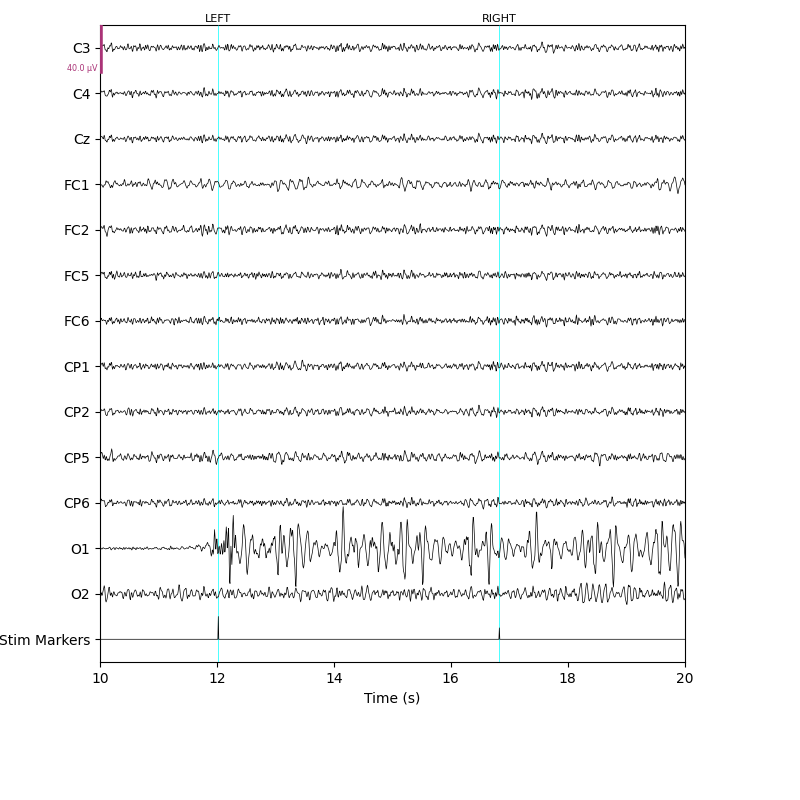 LEFT RIGHT
C3
40.0 µV
C4
Cz
FC1
FC2
FC5
FC6
CP1
CP2
CP5
CP6
O1
O2
Stim Markers
10 12 14 16 18 20
Time (s)